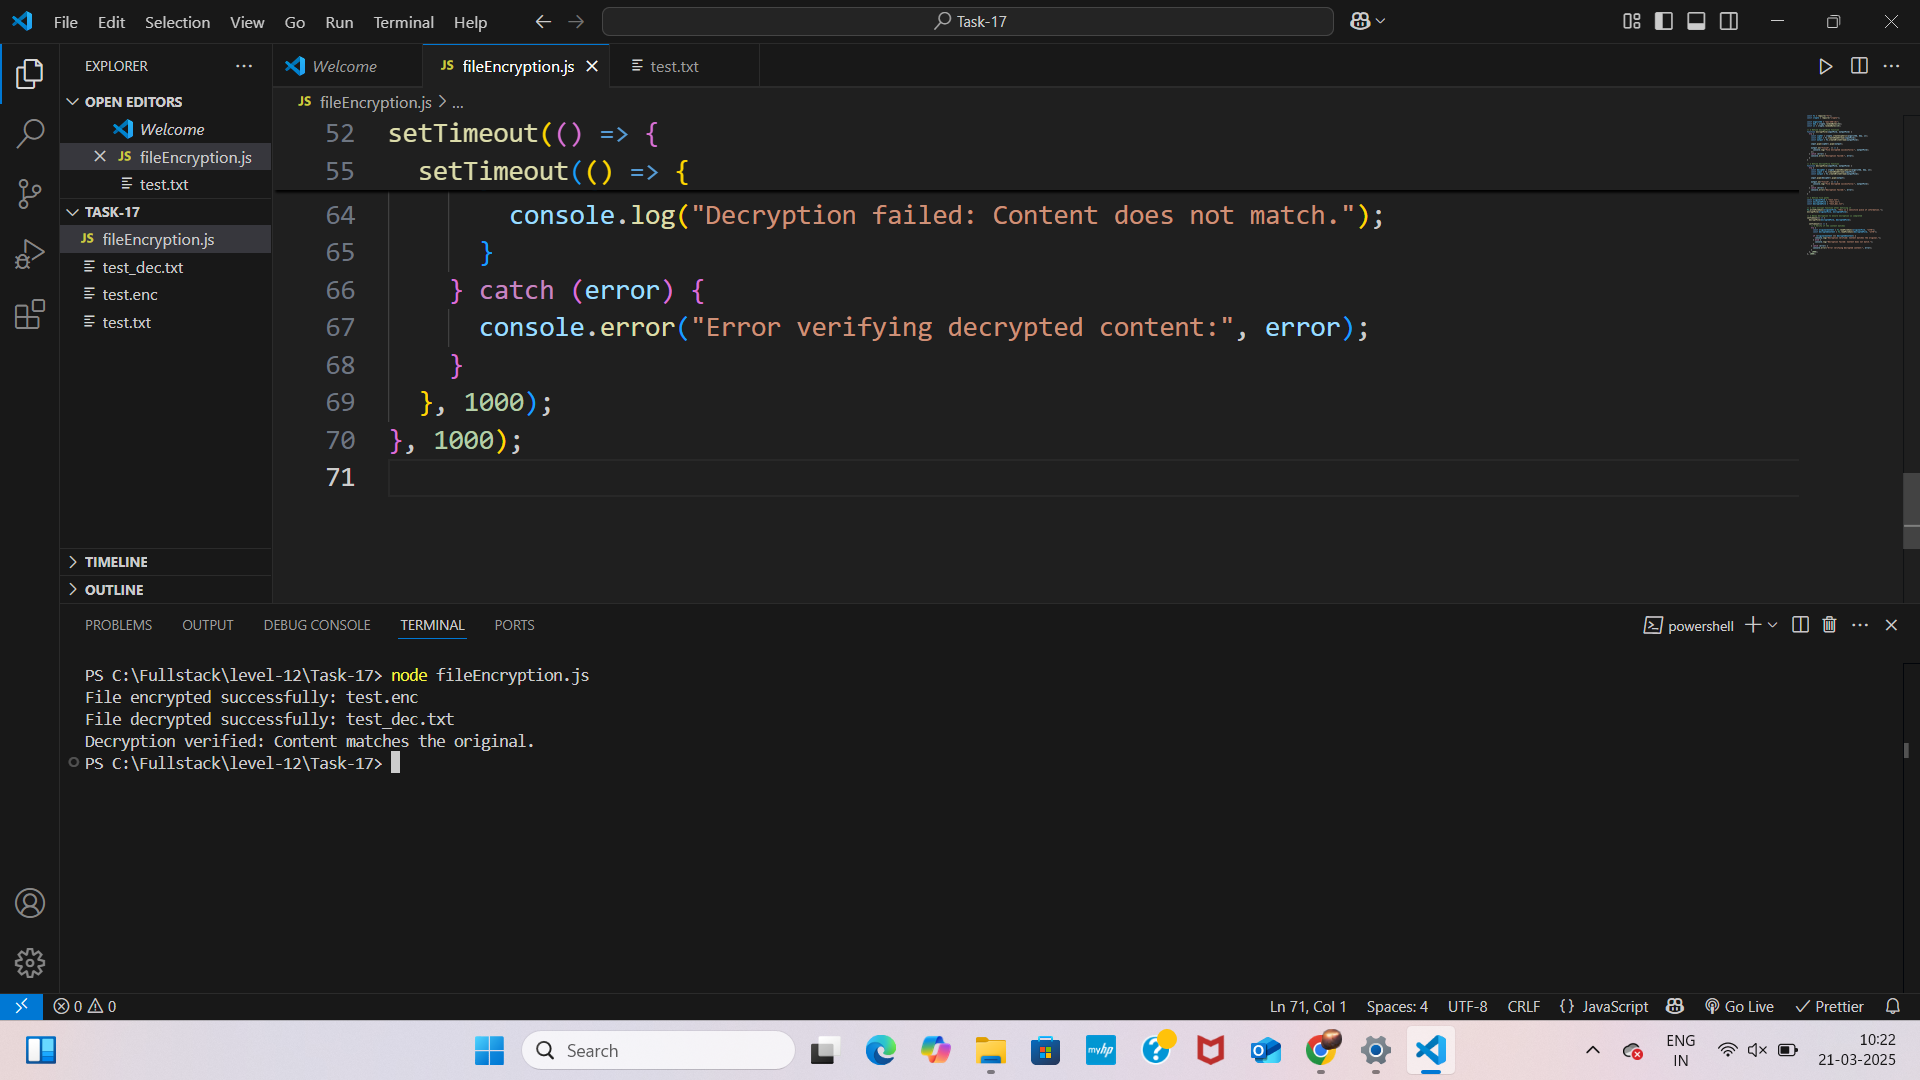 File Edit Selection View Go Run Terminal Help
Task-17
EXPLORER
OPEN EDITORS
Welcome
JS fileEncryption.js
test.txt
TASK-17
JS fileEncryption.js
test_dec.txt
test.enc
test.txt
TIMELINE
OUTLINE
Welcome
JS fileEncryption.js
test.txt
JS fileEncryption.js > ...
52 setTimeout(() => {
55 setTimeout(() => {
64 console.log("Decryption failed: Content does not match.");
65 }
66 } catch (error) {
67 console.error("Error verifying decrypted content:", error);
68 }
69 }, 1000);
70 }, 1000);
71
PROBLEMS OUTPUT DEBUG CONSOLE TERMINAL PORTS
powershell
PS C:\Fullstack\level-12\Task-17> node fileEncryption.js
File encrypted successfully: test.enc
File decrypted successfully: test_dec.txt
Decryption verified: Content matches the original.
PS C:\Fullstack\level-12\Task-17>
0 0
Ln 71, Col 1 Spaces: 4 UTF-8 CRLF {} JavaScript Go Live Prettier
Search
myhp
ENG
IN
10:22
21-03-2025